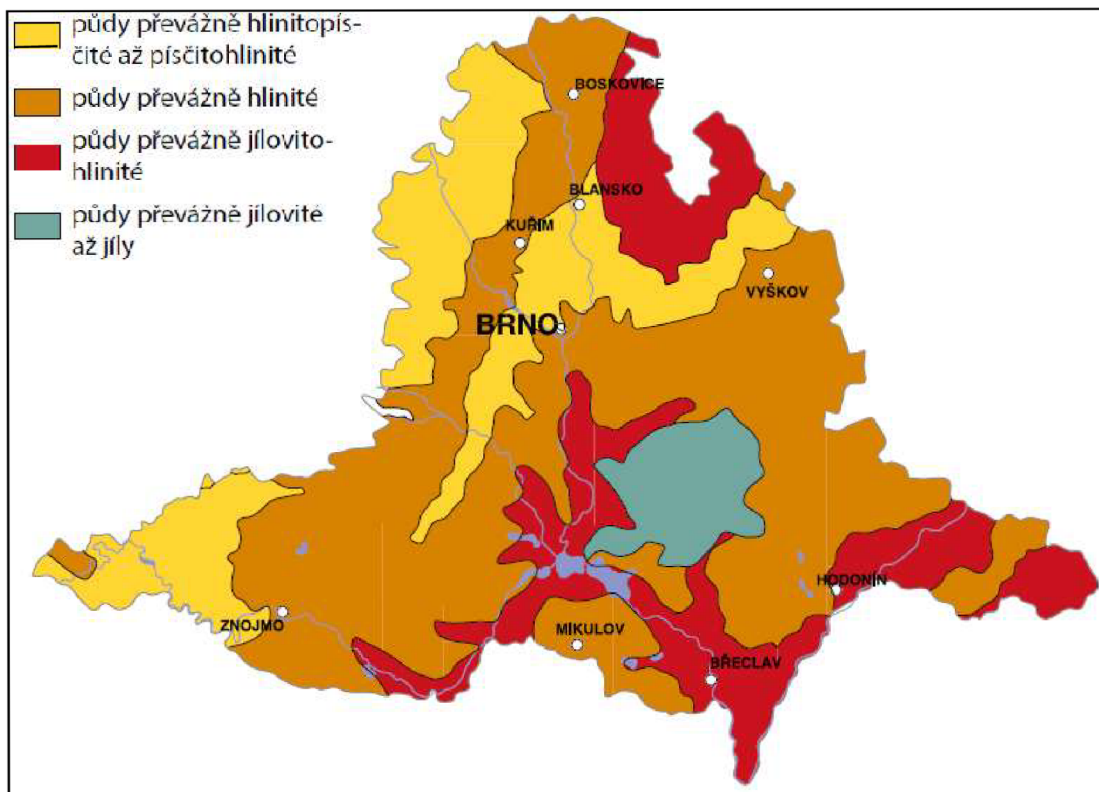 půdy převážně hlinitopís-
čité až písčitohlinité
půdy převážně hlinité
půdy převážně jílovito-
hlinité
půdy převážně jílovité
až jíly
BOSKOVICE
BLANSKO
KUŘIM
VYŠKOV
BRNO
HODONÍN
ZNOJMO
MIKULOV
BŘECLAV